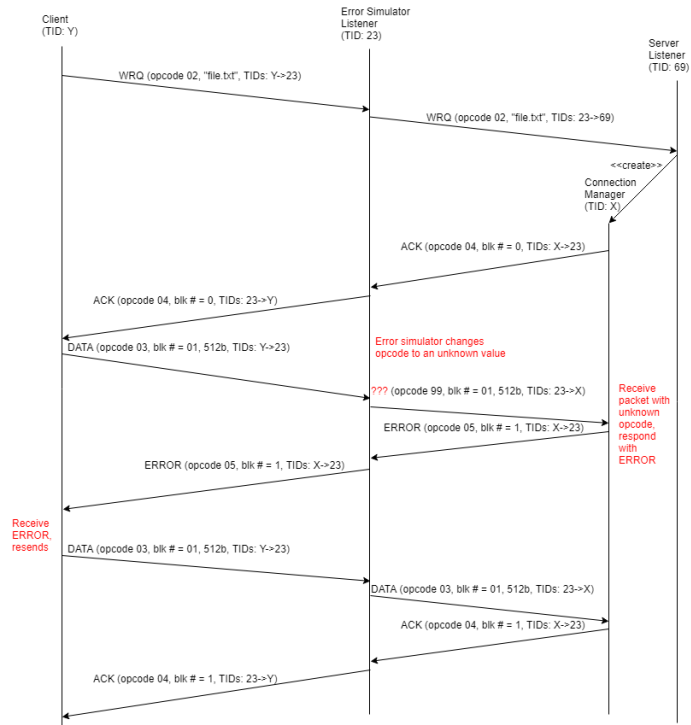 Client
(TID: Y)
Error Simulator
Listener
(TID: 23)
Server
Listener
(TID: 69)
WRQ (opcode 02, "file.txt", TIDs: Y->23)
WRQ (opcode 02, "file.txt", TIDs: 23->69)
<<create>>
Connection
Manager
(TID: X)
ACK (opcode 04, blk # = 0, TIDs: X->23)
ACK (opcode 04, blk # = 0, TIDs: 23->Y)
DATA (opcode 03, blk # = 01, 512b, TIDs: Y->23)
Error simulator changes
opcode to an unknown value
??? (opcode 99, blk # = 01, 512b, TIDs: 23->X)
Receive
packet with
unknown
opcode,
respond
with
ERROR
ERROR (opcode 05, blk # = 1, TIDs: X->23)
ERROR (opcode 05, blk # = 1, TIDs: X->23)
Receive
ERROR,
resends
DATA (opcode 03, blk # = 01, 512b, TIDs: Y->23)
DATA (opcode 03, blk # = 01, 512b, TIDs: 23->X)
ACK (opcode 04, blk # = 1, TIDs: X->23)
ACK (opcode 04, blk # = 1, TIDs: 23->Y)